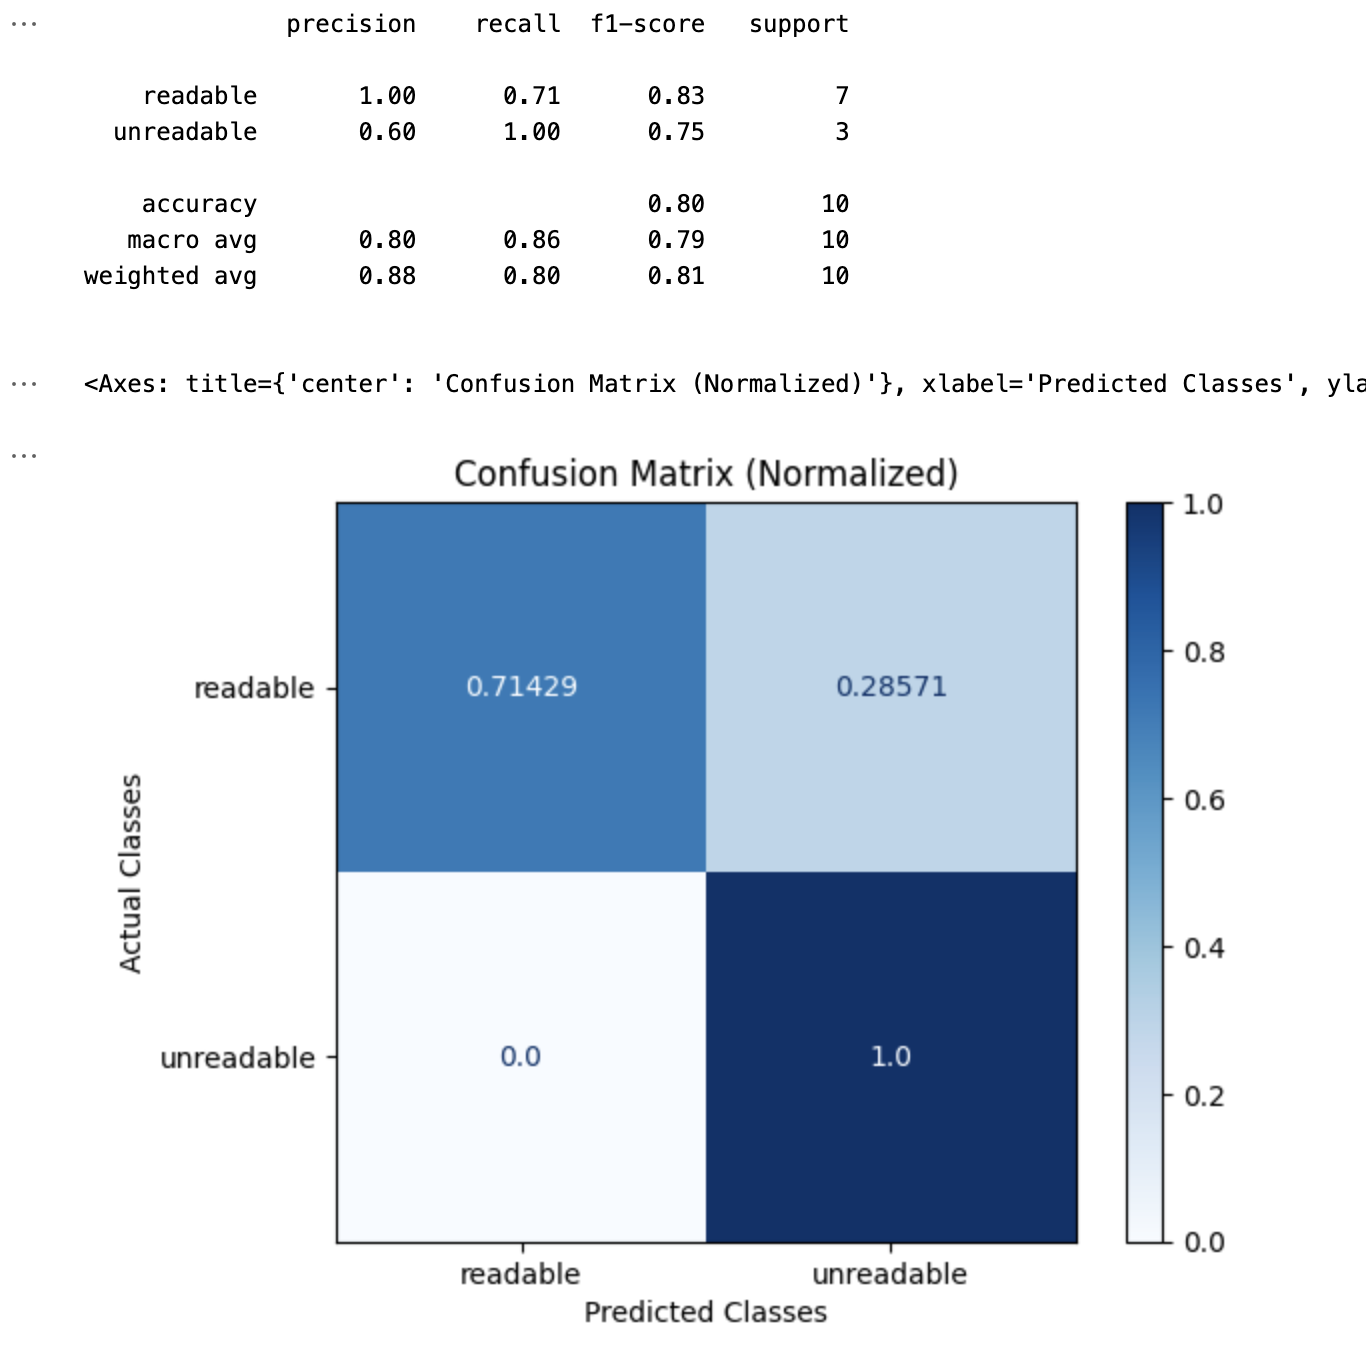 precision recall f1-score support
readable 1.00 0.71 0.83 7
unreadable 0.60 1.00 0.75 3
accuracy 0.80 10
macro avg 0.80 0.86 0.79 10
weighted avg 0.88 0.80 0.81 10
<Axes: title={'center': 'Confusion Matrix (Normalized)'}, xlabel='Predicted Classes', yla
Confusion Matrix (Normalized)
1.0
0.8
readable 0.71429 0.28571
0.6
Actual Classes
0.4
unreadable 0.0 1.0
0.2
0.0
readable unreadable
Predicted Classes